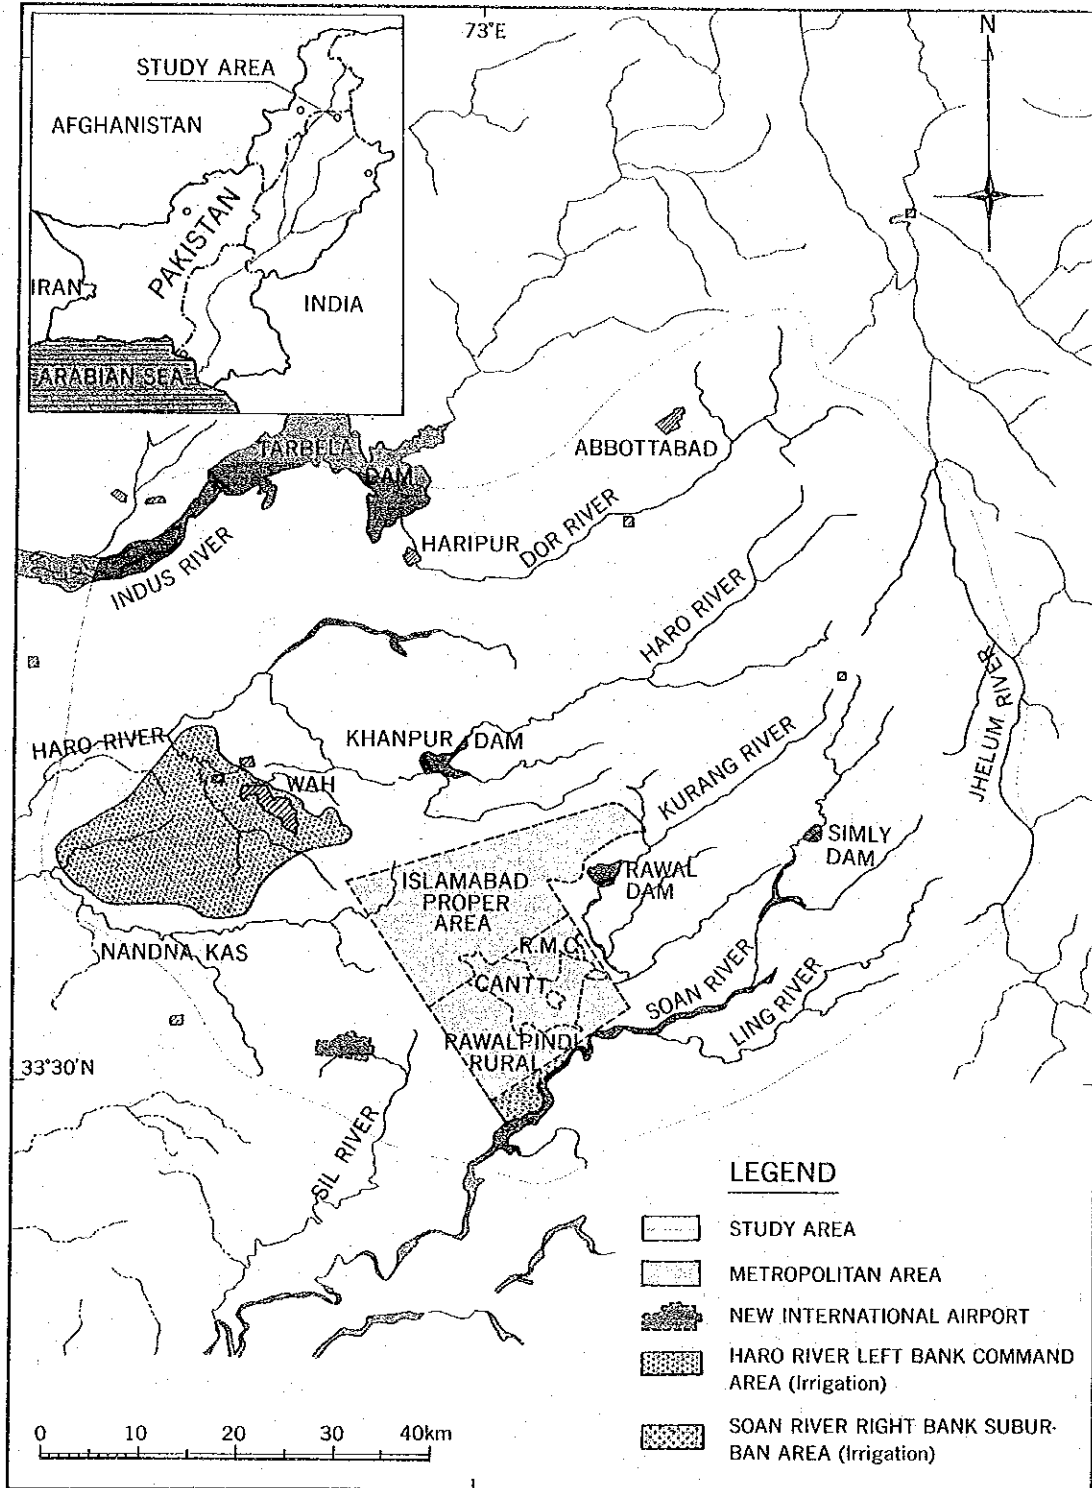 73°E
N
STUDY AREA
AFGHANISTAN
PAKISTAN
IRAN
INDIA
ARABIAN SEA
TARBELA
DAM
ABBOTTABAD
INDUS RIVER
HARIPUR
DOR RIVER
HARO RIVER
JHELUM RIVER
HARO RIVER
KHANPUR DAM
WAH
KURANG RIVER
SIMLY
DAM
RAWAL
DAM
ISLAMABAD
PROPER
AREA
R.M.C
CANTT
NANDNA KAS
SOAN RIVER
LING RIVER
RAWALPINDI
RURAL
33°30'N
SIL RIVER
LEGEND
STUDY AREA
METROPOLITAN AREA
NEW INTERNATIONAL AIRPORT
HARO RIVER LEFT BANK COMMAND
AREA (Irrigation)
SOAN RIVER RIGHT BANK SUBUR-
BAN AREA (Irrigation)
0 10 20 30 40km